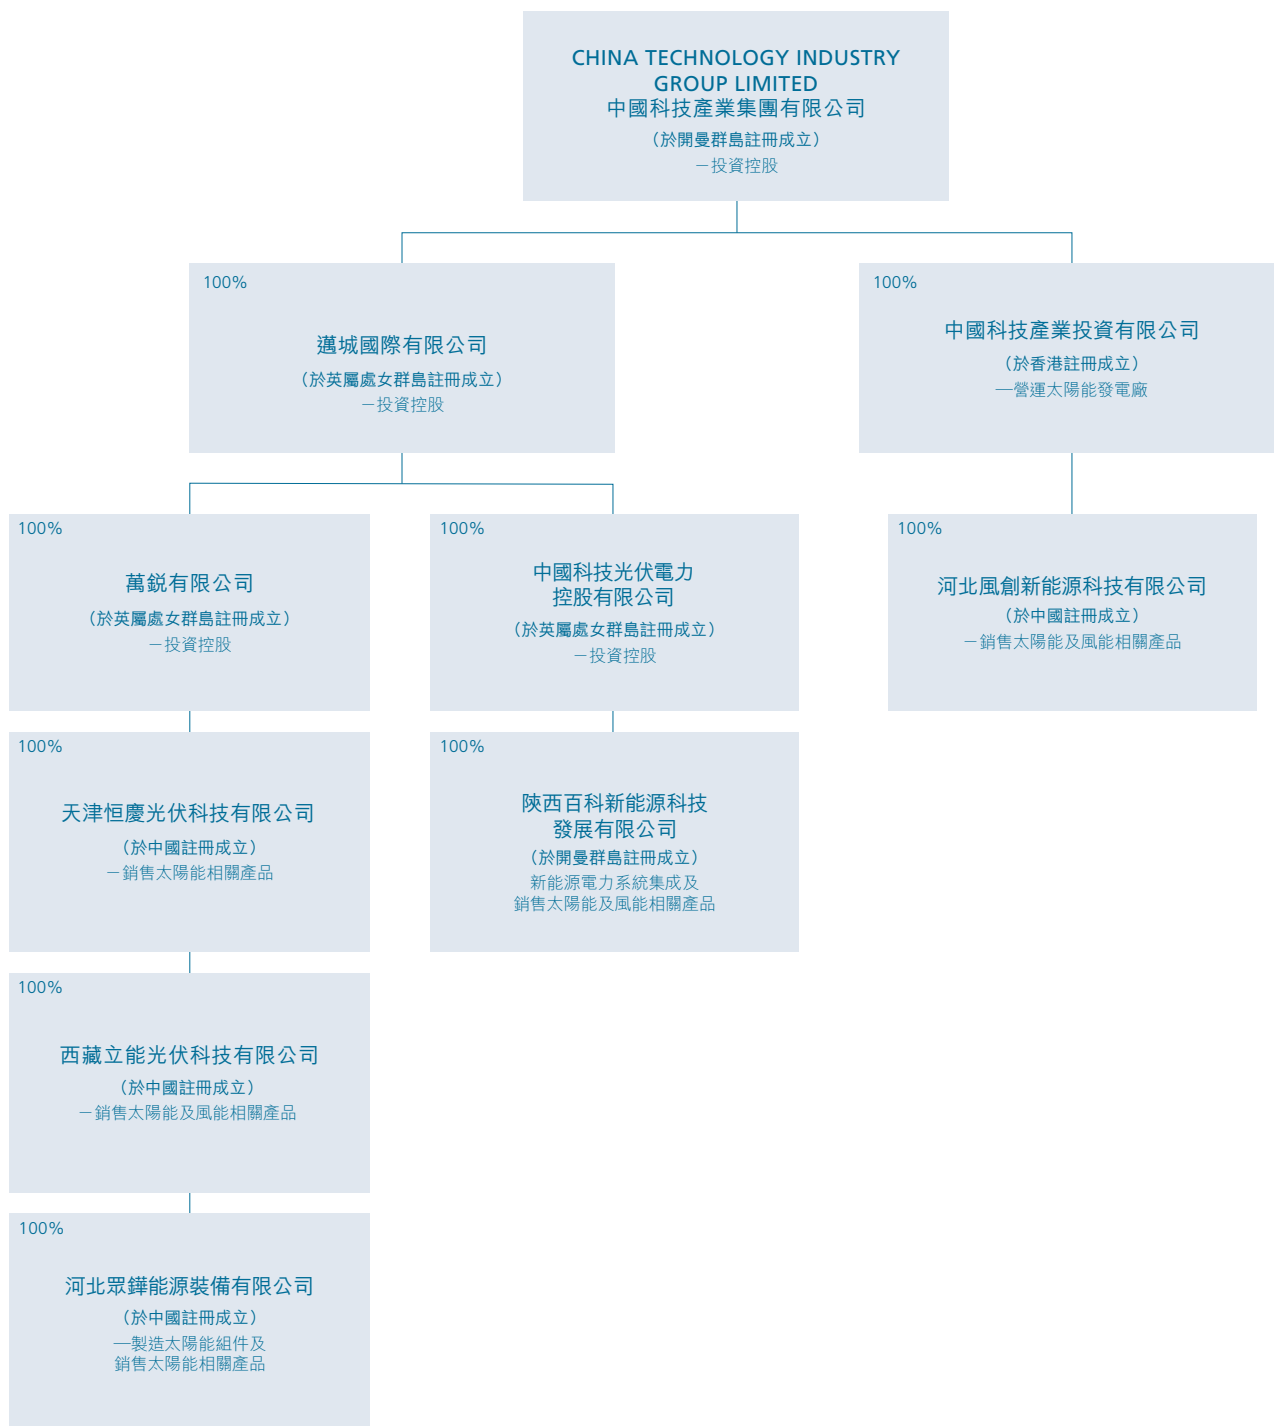 CHINA TECHNOLOGY INDUSTRY
GROUP LIMITED
中國科技產業集團有限公司
（於開曼群島註冊成立）
－投資控股
100%
邁城國際有限公司
（於英屬處女群島註冊成立）
－投資控股
100%
中國科技產業投資有限公司
（於香港註冊成立）
—營運太陽能發電廠
100%
萬鋭有限公司
（於英屬處女群島註冊成立）
－投資控股
100%
中國科技光伏電力
控股有限公司
（於英屬處女群島註冊成立）
－投資控股
100%
河北風創新能源科技有限公司
（於中國註冊成立）
－銷售太陽能及風能相關產品
100%
天津恒慶光伏科技有限公司
（於中國註冊成立）
－銷售太陽能相關產品
100%
陝西百科新能源科技
發展有限公司
（於開曼群島註冊成立）
新能源電力系統集成及
銷售太陽能及風能相關產品
100%
西藏立能光伏科技有限公司
（於中國註冊成立）
－銷售太陽能及風能相關產品
100%
河北眾鏵能源裝備有限公司
（於中國註冊成立）
—製造太陽能組件及
銷售太陽能相關產品